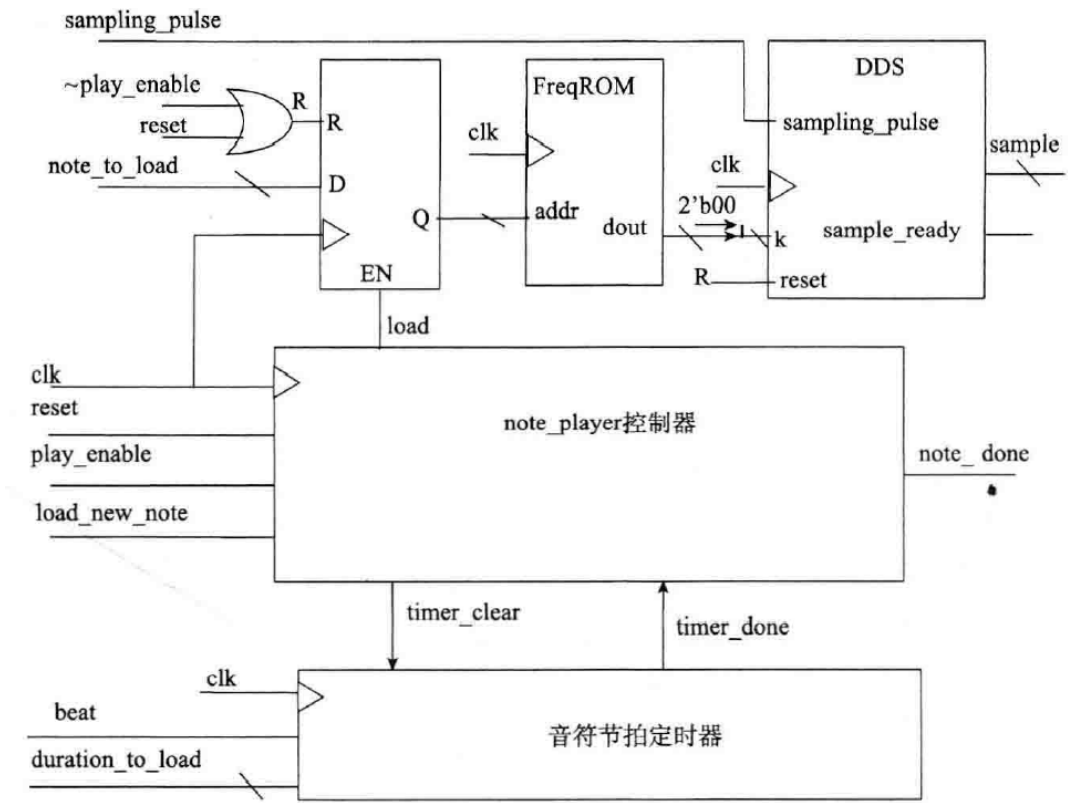 sampling_pulse
~play_enable
reset
note_to_load
R
R
D
Q
EN
load
FreqROM
clk
addr
dout
2'b00
DDS
sampling_pulse
clk
k
sample_ready
R
reset
sample
clk
reset
play_enable
load_new_note
note_player控制器
note_ done
timer_clear
timer_done
clk
beat
duration_to_load
音符节拍定时器